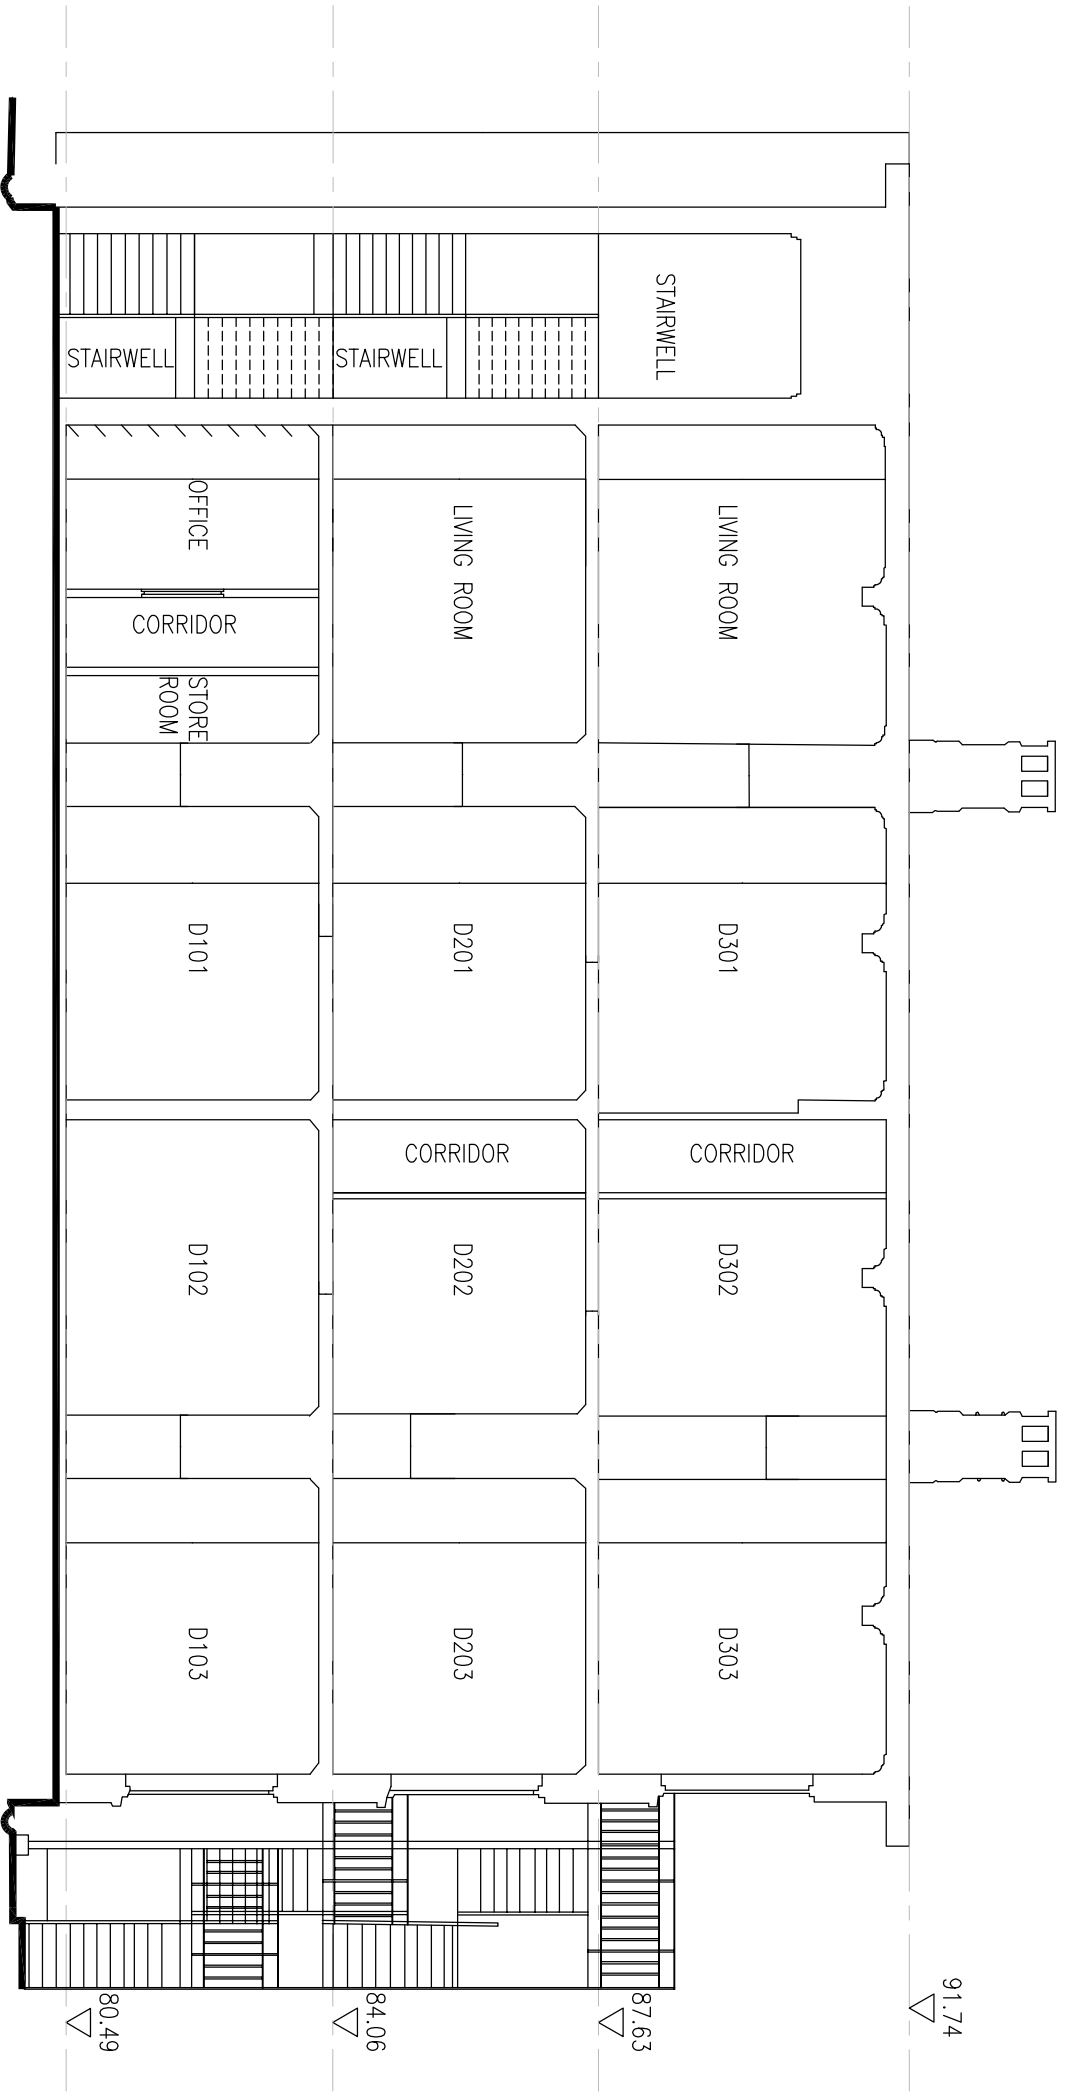 91.74
87.63
84.06
80.49
STAIRWELL
LIVING ROOM
D301
CORRIDOR
D302
D303
STAIRWELL
LIVING ROOM
D201
CORRIDOR
D202
D203
STAIRWELL
OFFICE
CORRIDOR
STORE
ROOM
D101
D102
D103